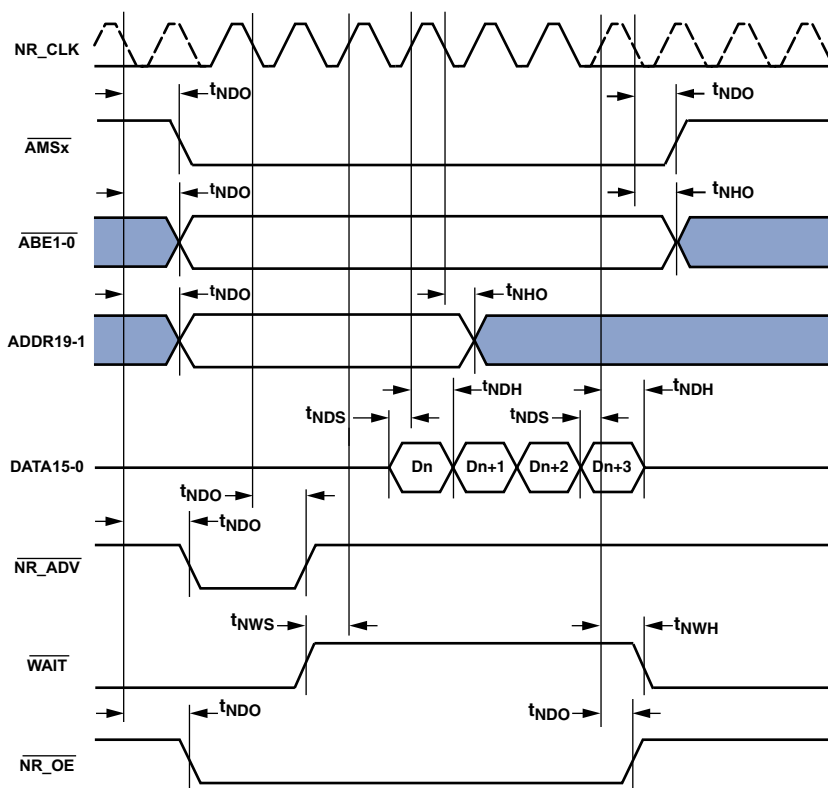 NR_CLK
tNDO
tNDO
AMSx
tNDO
tNHO
ABE1-0
tNDO
tNHO
ADDR19-1
tNDH
tNDH
tNDS
tNDS
DATA15-0
Dn
Dn+1
Dn+2
Dn+3
tNDO
tNDO
NR_ADV
tNWS
tNWH
WAIT
tNDO
tNDO
NR_OE